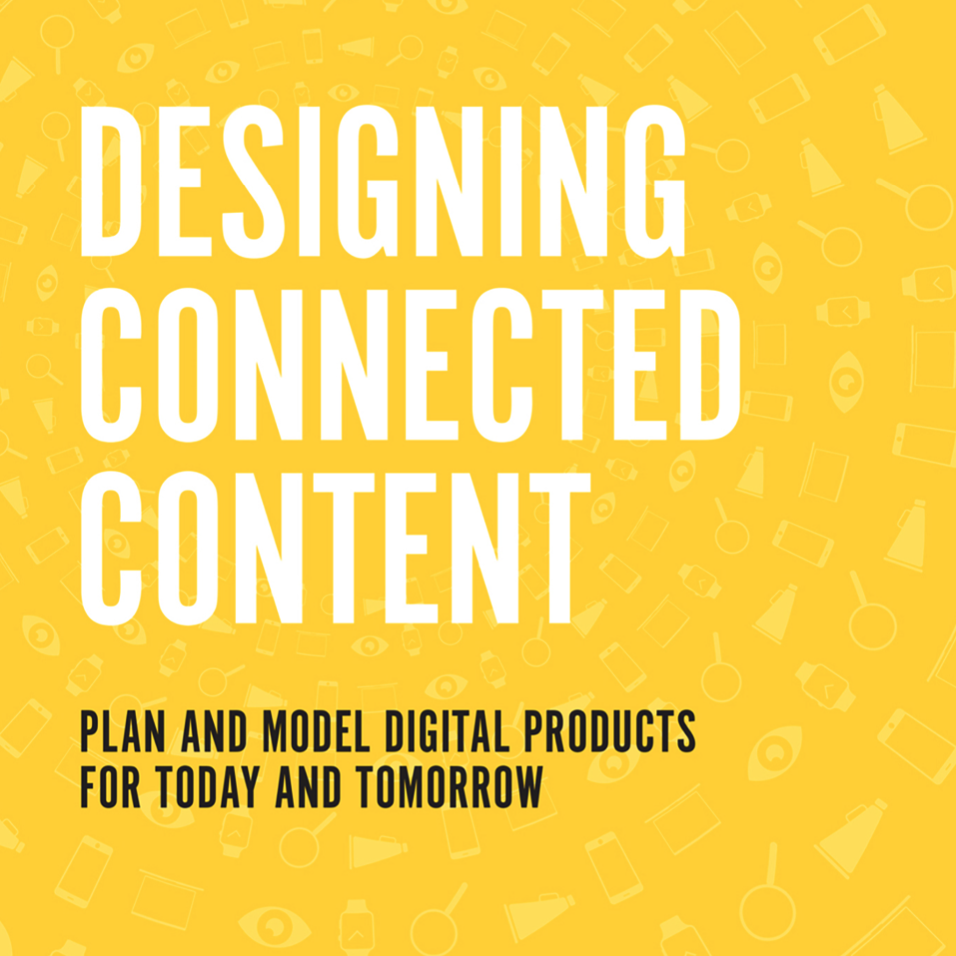 DESIGNING
CONNECTED
CONTENT
PLAN AND MODEL DIGITAL PRODUCTS
FOR TODAY AND TOMORROW